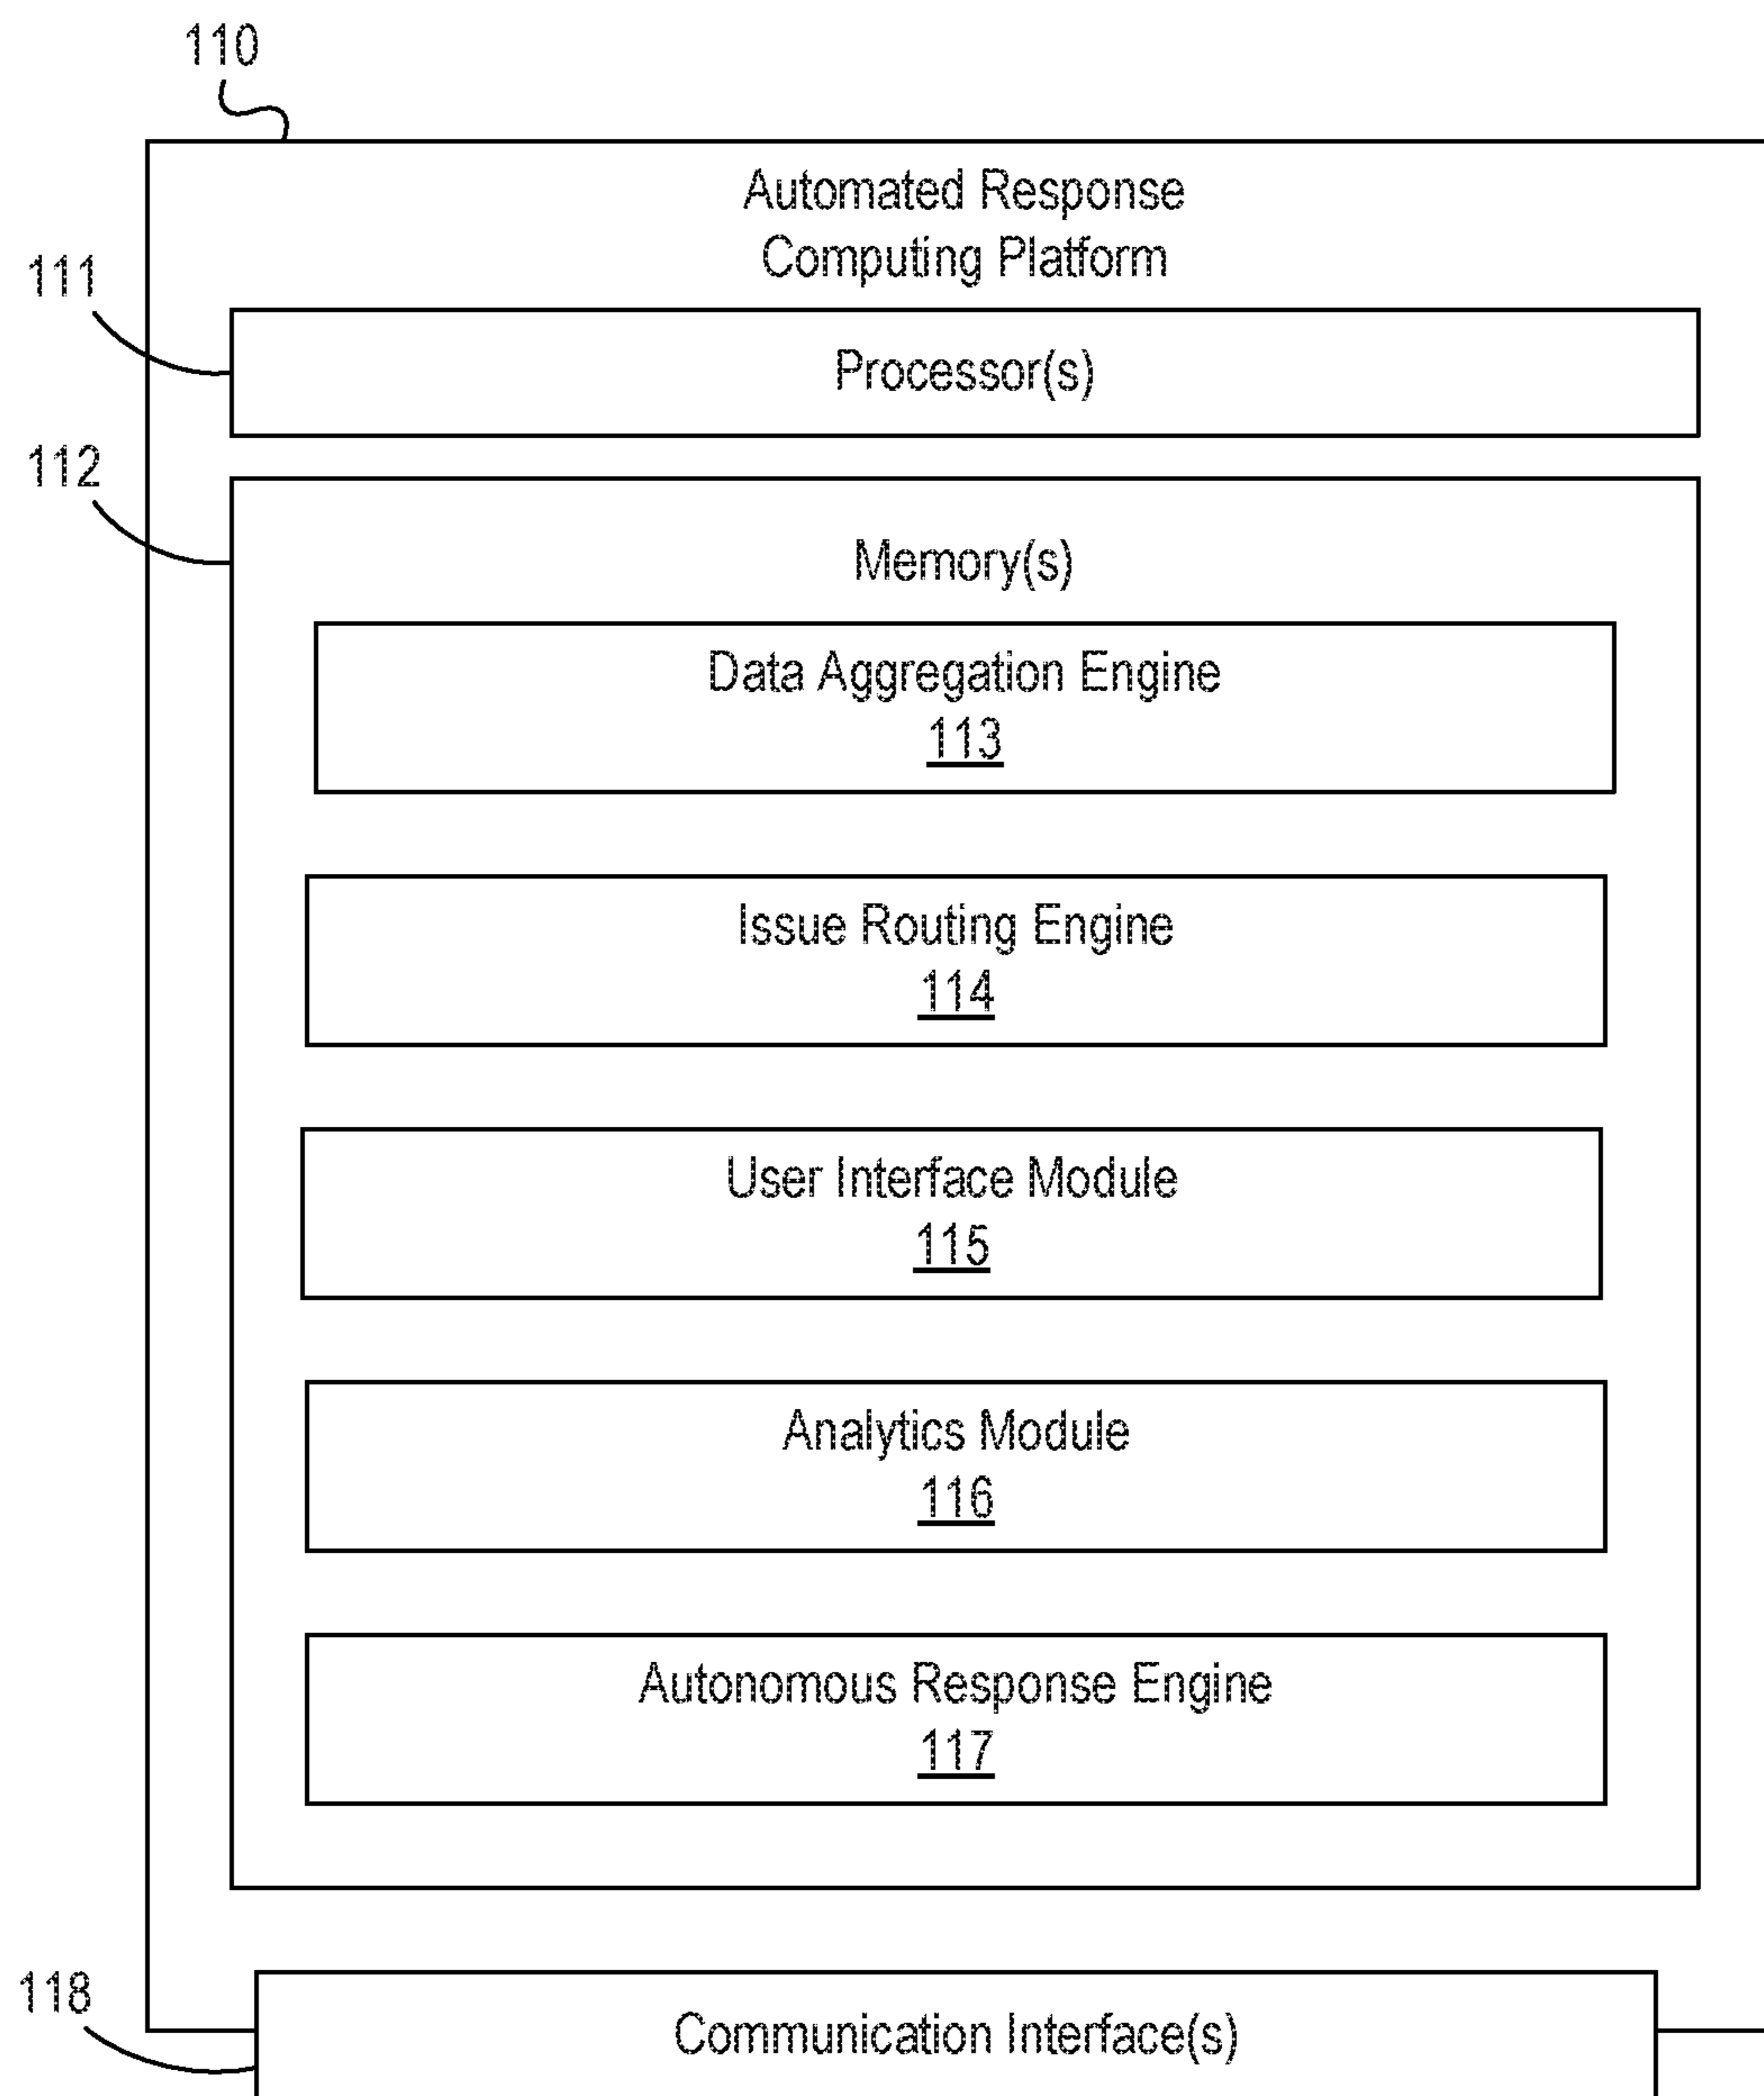 110
Automated Response
Computing Platform
111
Processor(s)
112
Memory(s)
Data Aggregation Engine
113
Issue Routing Engine
114
User Interface Module
115
Analytics Module
116
Autonomous Response Engine
117
118
Communication Interface(s)